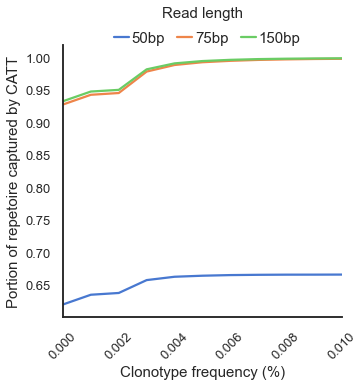 Read length
50bp 75bp 150bp
Portion of repetoire captured by CATT
1.00
0.95
0.90
0.85
0.80
0.75
0.70
0.65
0.000 0.002 0.004 0.006 0.008 0.010
Clonotype frequency (%)